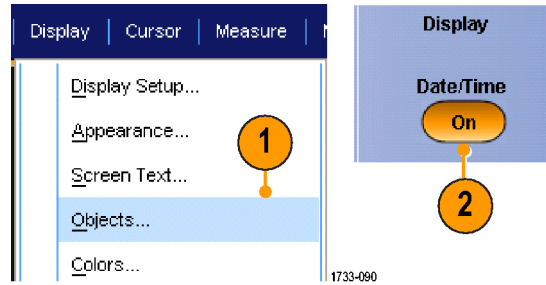 Display | Cursor | Measure |
Display Setup...
Appearance...
Screen Text...
Objects...
Colors...
1
Display
Date/Time
On
2
1733-090